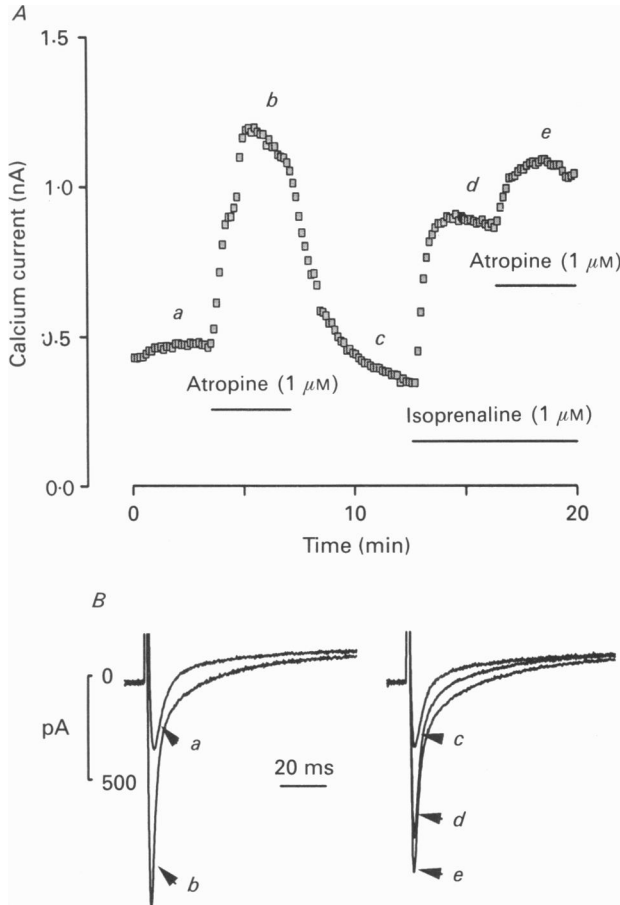 A
1·5
1·0
0·5
0·0
Calcium current (nA)
a
b
c
d
e
Atropine (1 μM)
Atropine (1 μM)
Isoprenaline (1 μM)
0
10
20
Time (min)
B
0
pA
500
a
b
20 ms
c
d
e